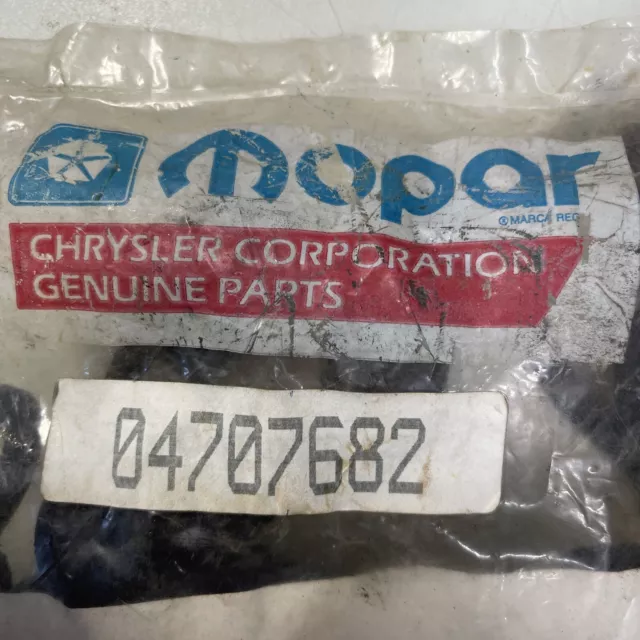 mopar
® MARCA REG
CHRYSLER CORPORATION
GENUINE PARTS
04707682